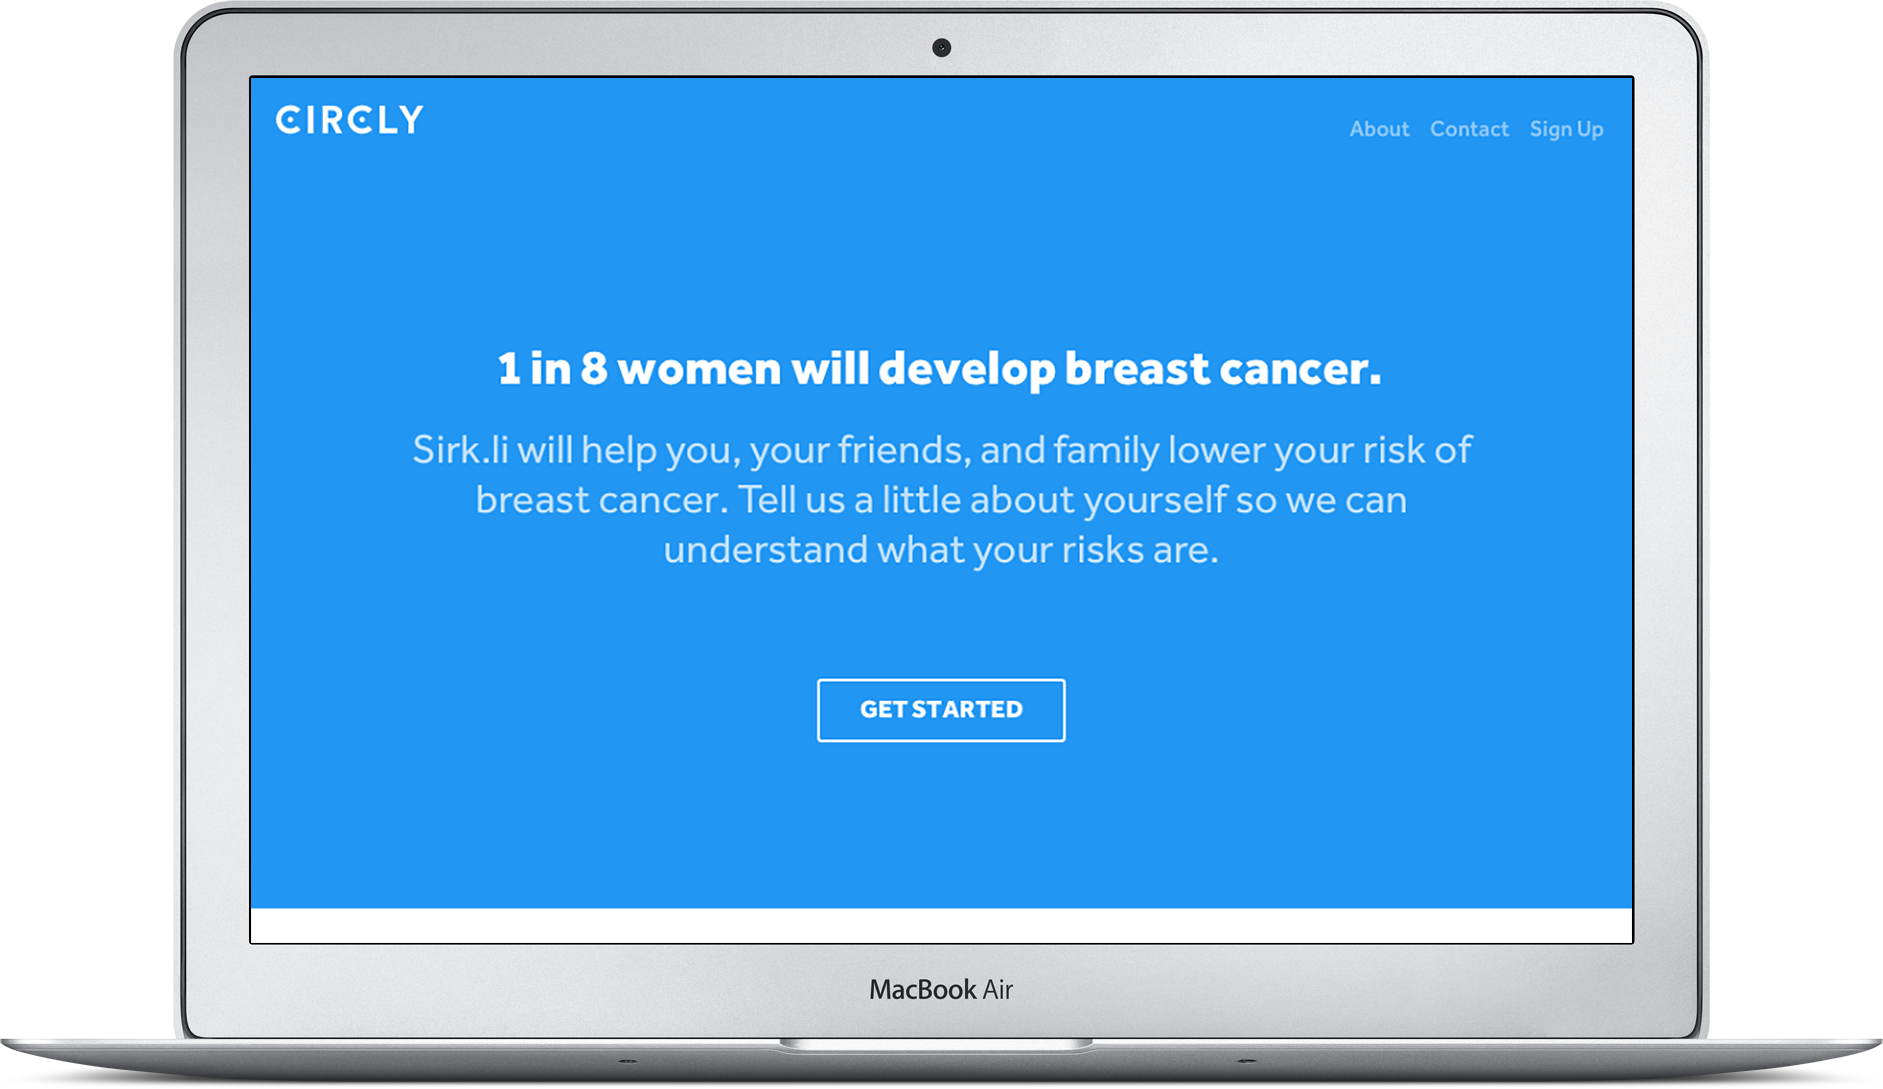 CIRCLY
About Contact Sign Up
1 in 8 women will develop breast cancer.
Sirk.li will help you, your friends, and family lower your risk of
breast cancer. Tell us a little about yourself so we can
understand what your risks are.
GET STARTED
MacBook Air